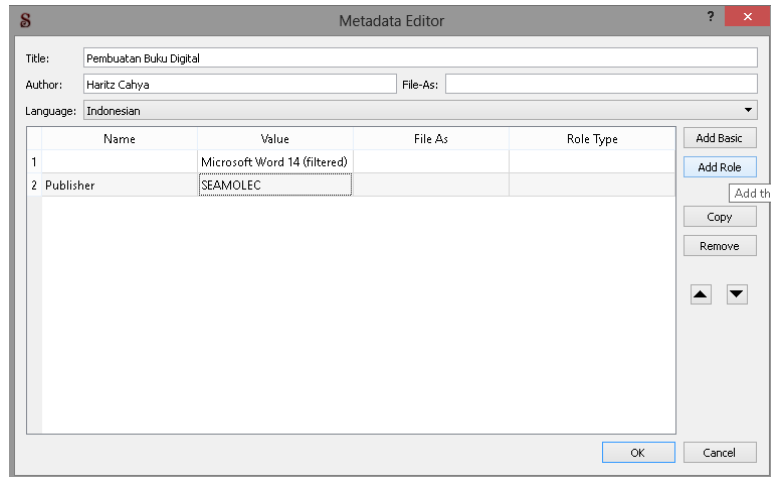 S Metadata Editor ? ×
Title: Pembuatan Buku Digital
Author: Haritz Cahya File-As:
Language: Indonesian
Name Value File As Role Type Add Basic
1 Microsoft Word 14 (filtered) Add Role
2 Publisher SEAMOLEC
Add th
Copy
Remove
OK Cancel